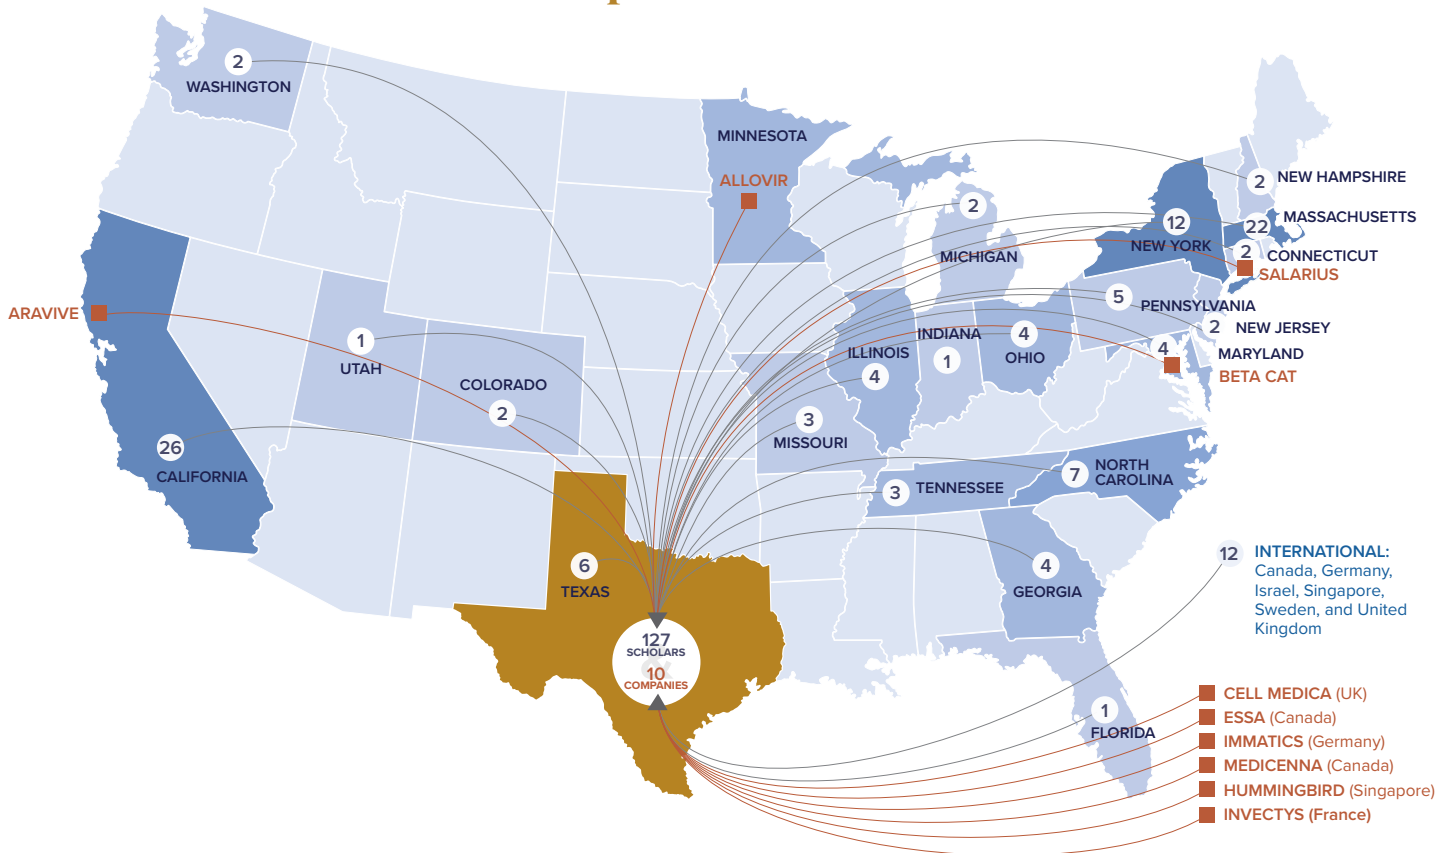 2
WASHINGTON
MINNESOTA
ALLOVIR
2
NEW HAMPSHIRE
2
MICHIGAN
12
NEW YORK
22
MASSACHUSETTS
2
CONNECTICUT
SALARIUS
5
PENNSYLVANIA
2
NEW JERSEY
4
MARYLAND
BETA CAT
ARAVIVE
1
UTAH
COLORADO
2
ILLINOIS
4
INDIANA
1
4
OHIO
3
MISSOURI
26
CALIFORNIA
3
TENNESSEE
7
NORTH
CAROLINA
6
TEXAS
4
GEORGIA
12
INTERNATIONAL:
Canada, Germany,
Israel, Singapore,
Sweden, and United
Kingdom
127
SCHOLARS
&
10
COMPANIES
1
FLORIDA
CELL MEDICA (UK)
ESSA (Canada)
IMMATICS (Germany)
MEDICENNA (Canada)
HUMMINGBIRD (Singapore)
INVECTYS (France)